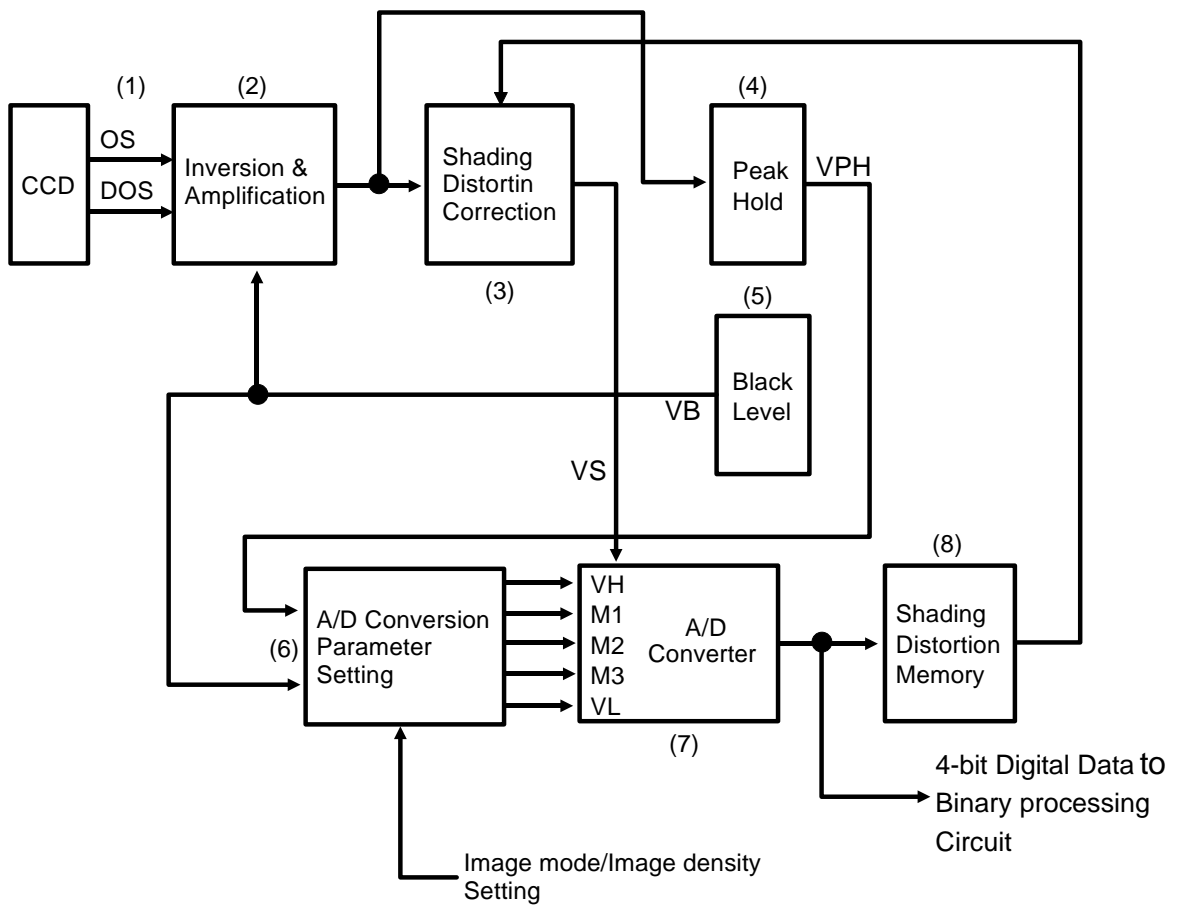 (1)
(2)
(4)
CCD
OS
DOS
Inversion &
Amplification
Shading
Distortin
Correction
Peak
Hold
VPH
(3)
(5)
Black
Level
VB
VS
(8)
(6)
A/D Conversion
Parameter
Setting
VH
M1
M2
M3
VL
A/D
Converter
Shading
Distortion
Memory
(7)
4-bit Digital Data to
Binary processing
Circuit
Image mode/Image density
Setting